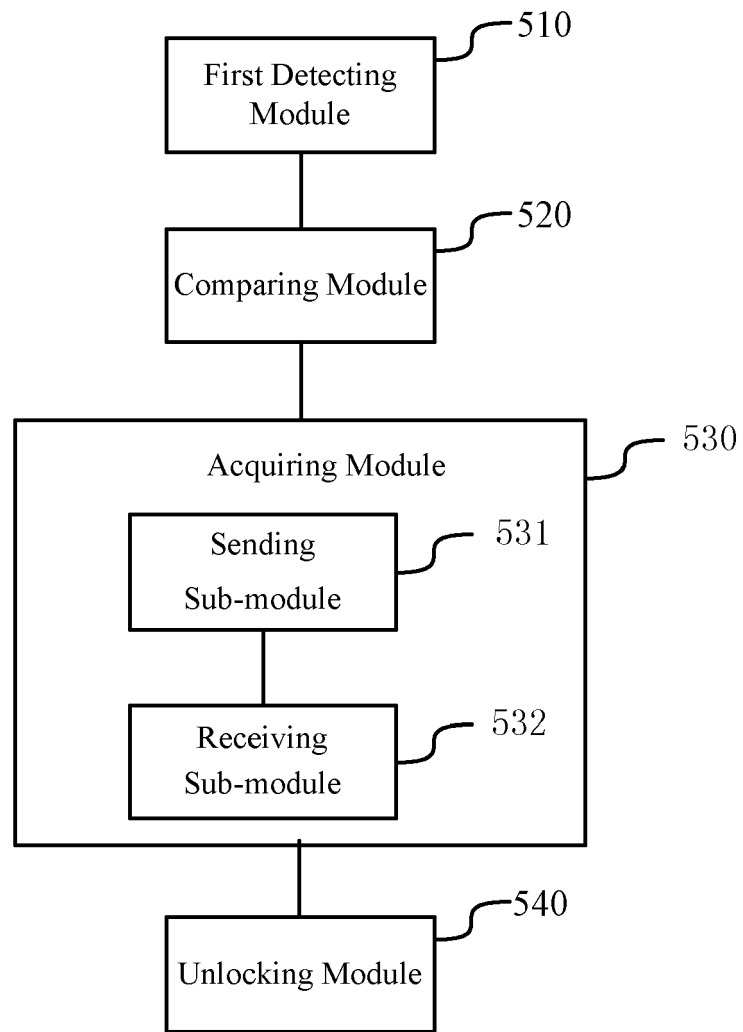 510
First Detecting
Module
520
Comparing Module
530
Acquiring Module
531
Sending
Sub-module
532
Receiving
Sub-module
540
Unlocking Module